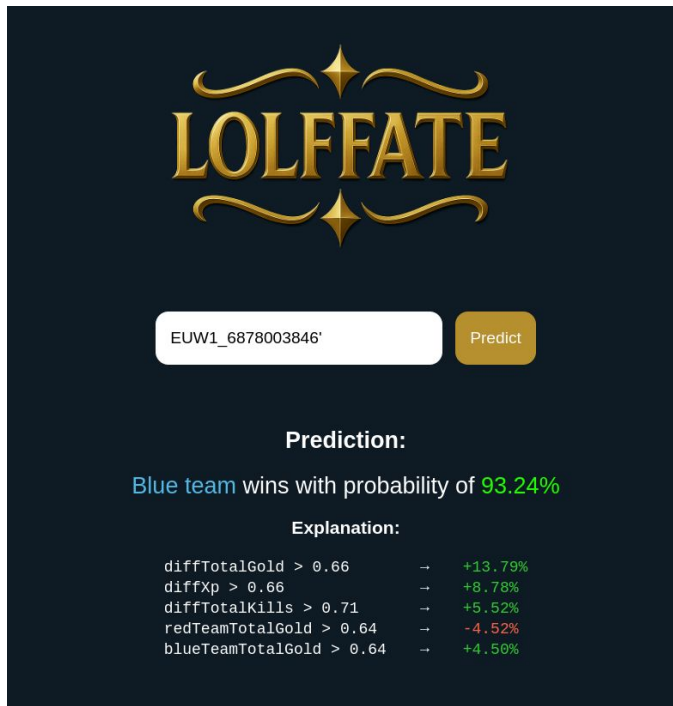 LOLFFATE
EUW1_6878003846' Predict
Prediction:
Blue team wins with probability of 93.24%
Explanation:
diffTotalGold > 0.66 → +13.79%
diffXp > 0.66 → +8.78%
diffTotalKills > 0.71 → +5.52%
redTeamTotalGold > 0.64 → -4.52%
blueTeamTotalGold > 0.64 → +4.50%